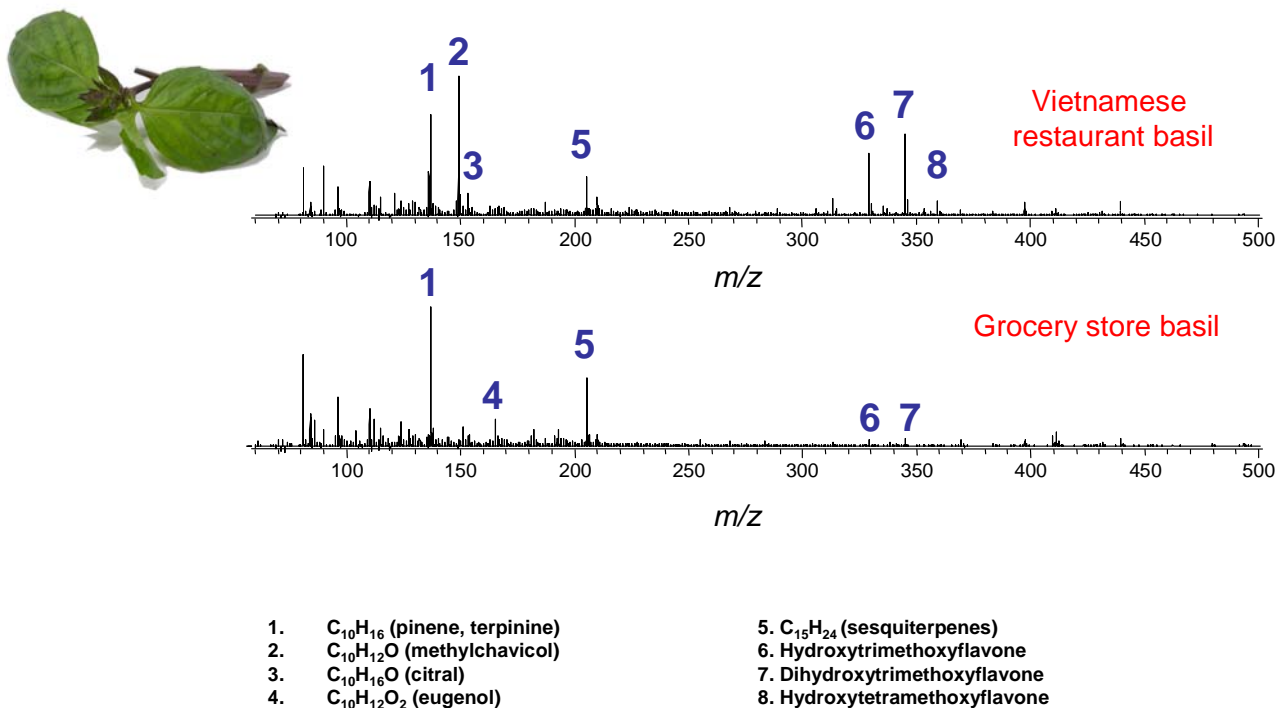 2
1
7
6
5
3
8
Vietnamese
restaurant basil
100 150 200 250 300 350 400 450 500
m/z
1
5
4
6 7
Grocery store basil
100 150 200 250 300 350 400 450 500
m/z
1. C₁₀H₁₆ (pinene, terpinine)
2. C₁₀H₁₂O (methylchavicol)
3. C₁₀H₁₆O (citral)
4. C₁₀H₁₂O₂ (eugenol)
5. C₁₅H₂₄ (sesquiterpenes)
6. Hydroxytrimethoxyflavone
7. Dihydroxytrimethoxyflavone
8. Hydroxytetramethoxyflavone